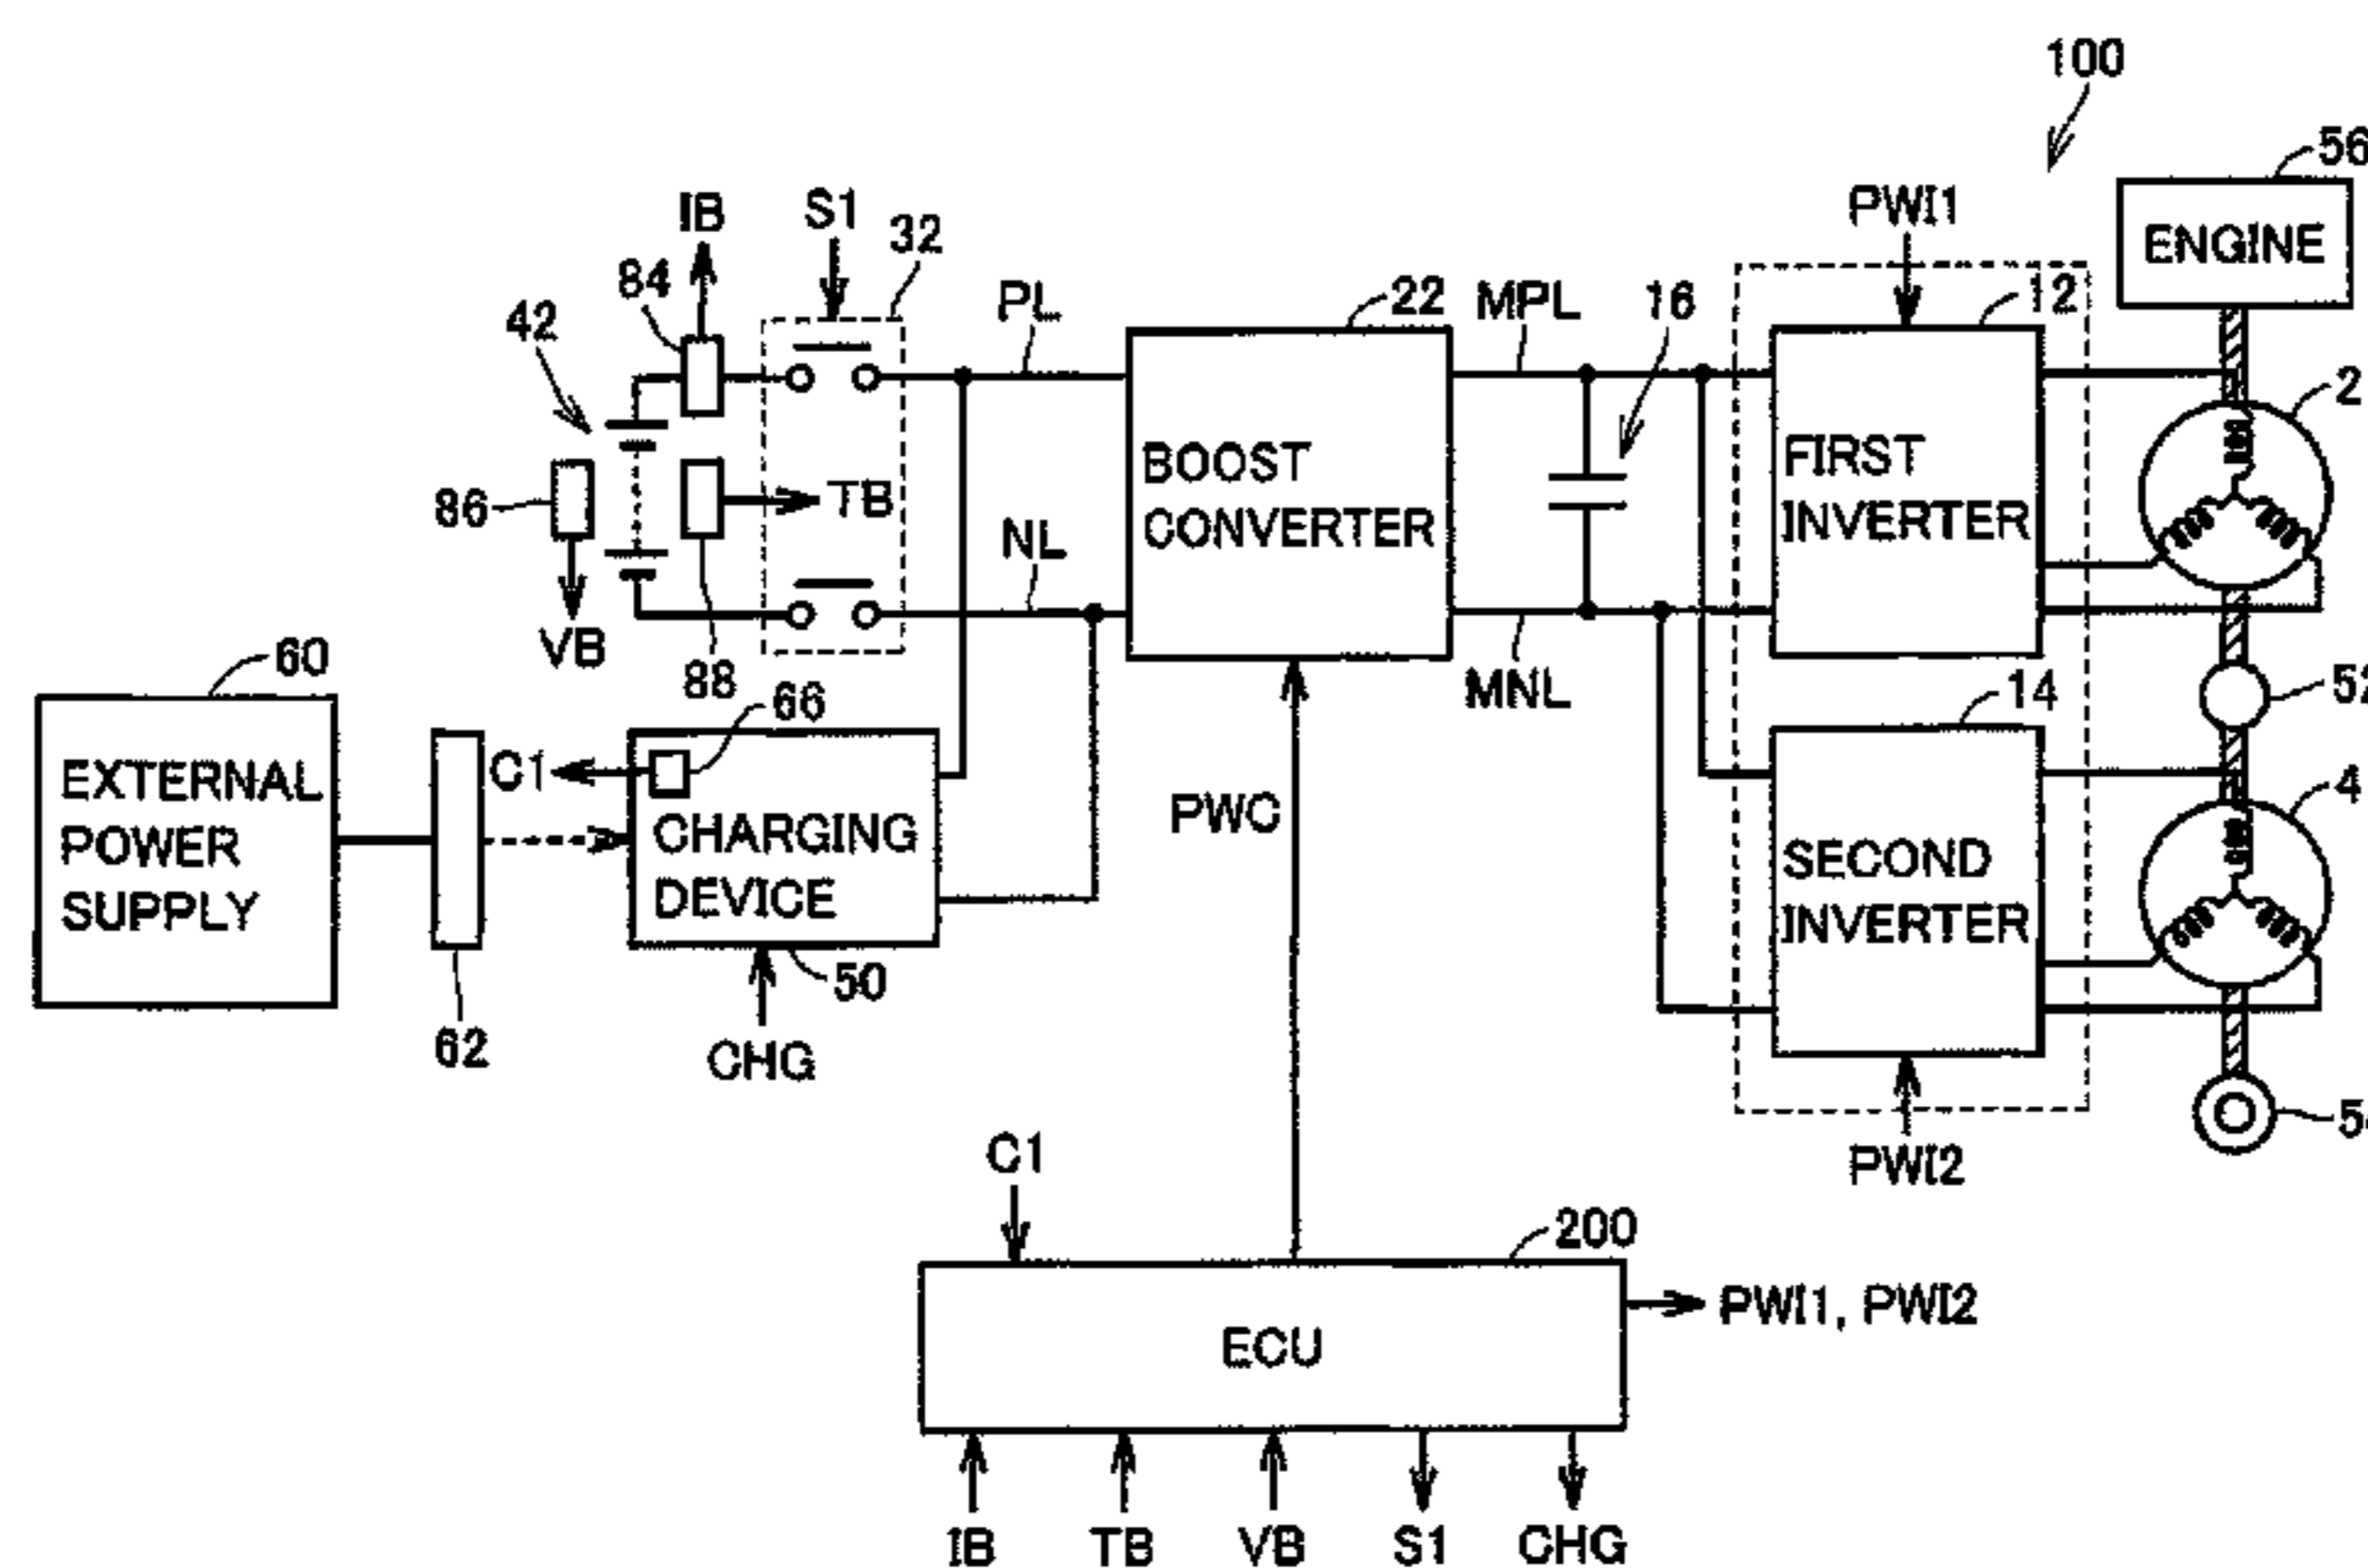 100
56
ENGINE
IB
S1
32
PWI1
84
42
PL
22
MPL
16
12
2
BOOST
CONVERTER
FIRST
INVERTER
86
TB
NL
VB
88
60
66
MNL
14
EXTERNAL
POWER
SUPPLY
C1
CHARGING
DEVICE
PWC
4
SECOND
INVERTER
62
50
CHG
C1
PWI2
200
ECU
PWI1, PWI2
IB
TB
VB
S1
CHG